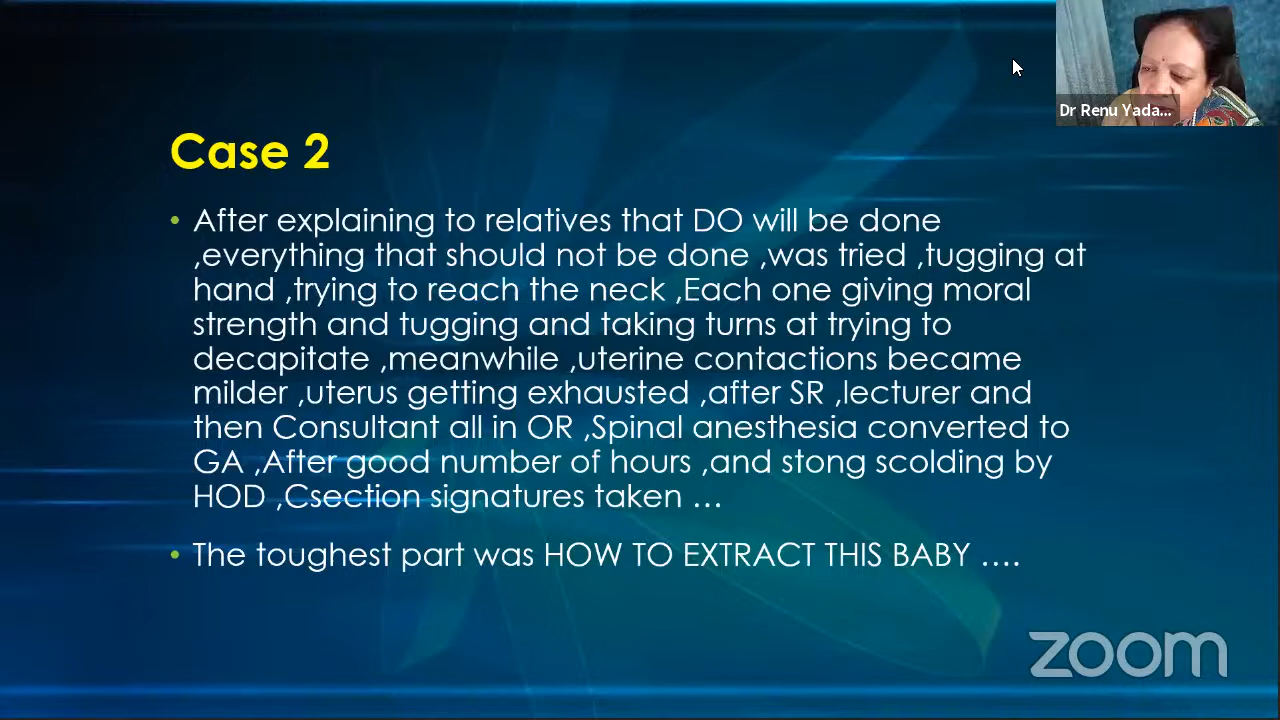 Dr Renu Yada...
Case 2
• After explaining to relatives that DO will be done
,everything that should not be done ,was tried ,tugging at
hand ,trying to reach the neck ,Each one giving moral
strength and tugging and taking turns at trying to
decapitate ,meanwhile ,uterine contactions became
milder ,uterus getting exhausted ,after SR ,lecturer and
then Consultant all in OR ,Spinal anesthesia converted to
GA ,After good number of hours ,and stong scolding by
HOD ,Csection signatures taken …
• The toughest part was HOW TO EXTRACT THIS BABY ….
zoom